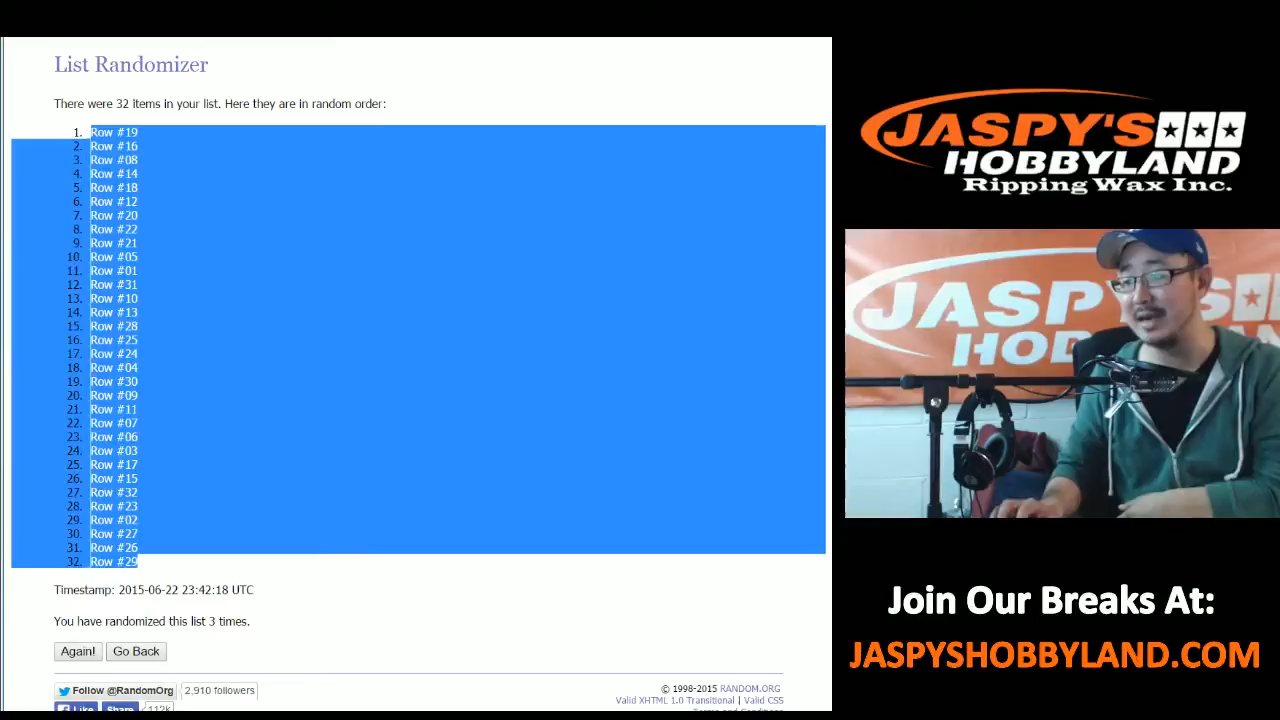 List Randomizer
There were 32 items in your list. Here they are in random order:
1. Row #19
2. Row #16
3. Row #08
4. Row #14
5. Row #18
6. Row #12
7. Row #20
8. Row #22
9. Row #21
10. Row #05
11. Row #01
12. Row #31
13. Row #10
14. Row #13
15. Row #28
16. Row #25
17. Row #24
18. Row #04
19. Row #30
20. Row #09
21. Row #11
22. Row #07
23. Row #06
24. Row #03
25. Row #17
26. Row #15
27. Row #32
28. Row #23
29. Row #02
30. Row #27
31. Row #26
32. Row #29
Timestamp: 2015-06-22 23:42:18 UTC
You have randomized this list 3 times.
Again! Go Back
Follow @RandomOrg 2,910 followers
Like Share 112K
© 1998-2015 RANDOM.ORG
Valid XHTML 1.0 Transitional | Valid CSS
Terms and Conditions
JASPY'S
HOBBYLAND
Ripping Wax Inc.
JASPY'S
HOB
Join Our Breaks At:
JASPYSHOBBYLAND.COM